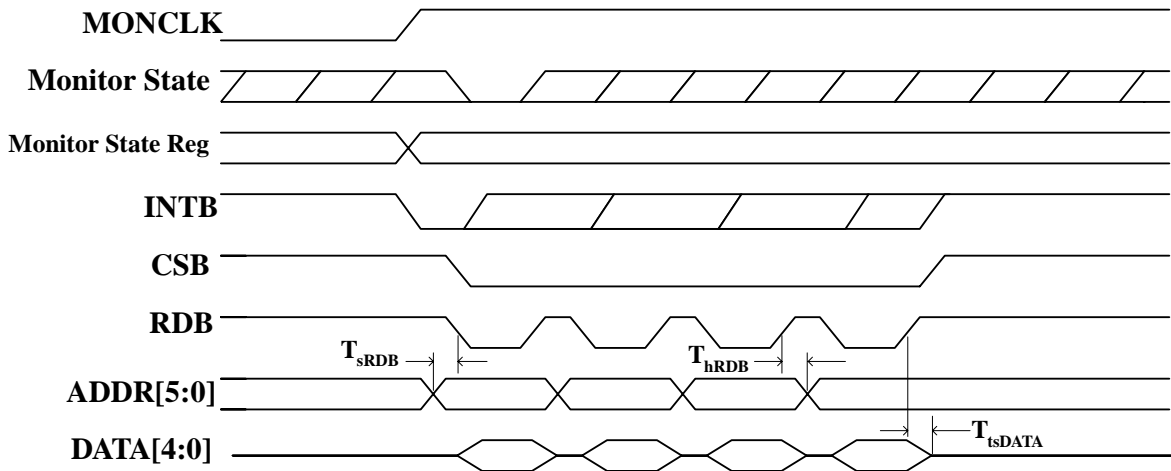 MONCLK
Monitor State
Monitor State Reg
INTB
CSB
RDB
TsRDB
ThRDB
ADDR[5:0]
TtsDATA
DATA[4:0]